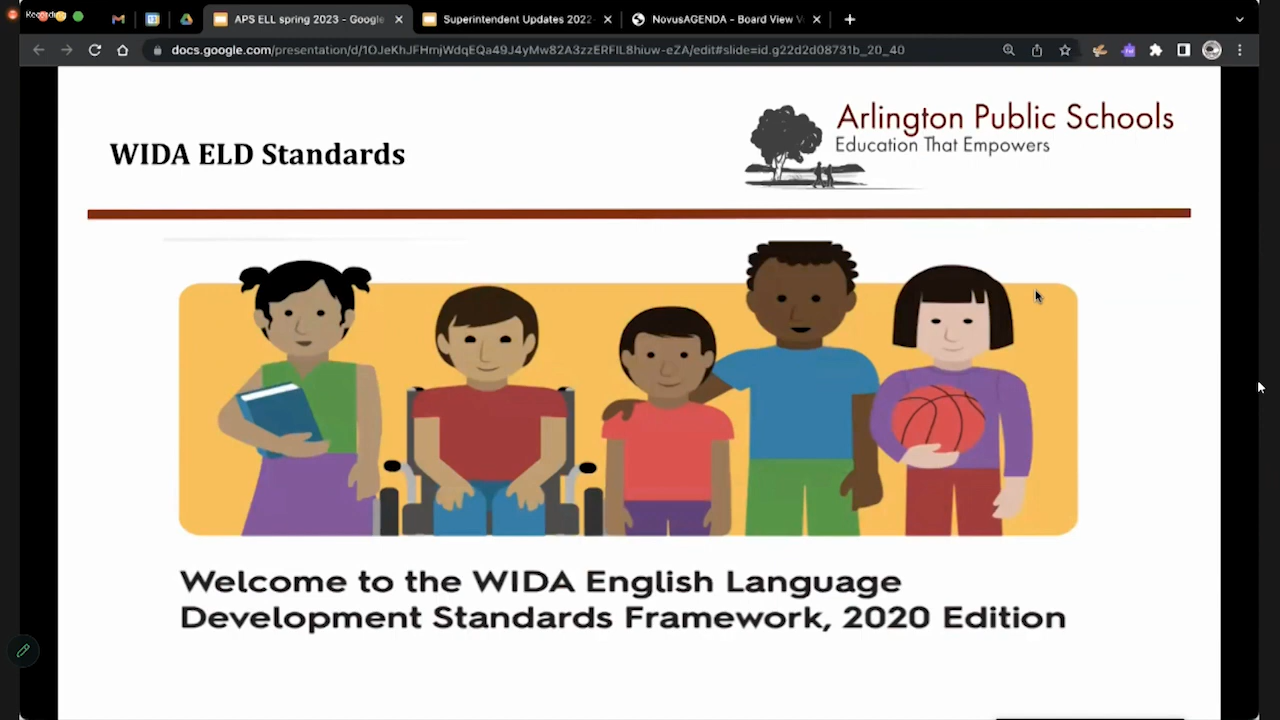 Recording
APS ELL spring 2023 - Google
Superintendent Updates 2022-
NovusAGENDA - Board View V
docs.google.com/presentation/d/1OJeKhJFHmjWdqEQa49J4yMw82A3zzERFIL8hiuw-eZA/edit#slide=id.g22d2d08731b_20_40
Arlington Public Schools
Education That Empowers
WIDA ELD Standards
Welcome to the WIDA English Language
Development Standards Framework, 2020 Edition